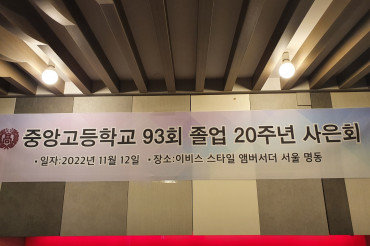 중앙고등학교 93회 졸업 20주년 사은회
•일자:2022년 11월 12일 •장소:이비스 스타일 앰버서더 서울 명동